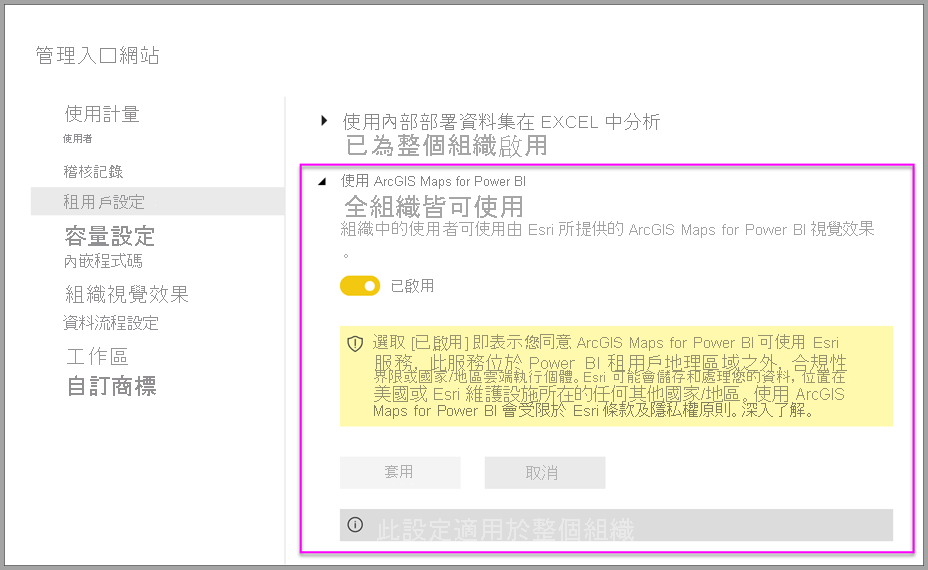 管理入口網站
使用計量
使用者
稽核記錄
租用戶設定
容量設定
內嵌程式碼
組織視覺效果
資料流程設定
工作區
自訂商標
使用內部部署資料集在 EXCEL 中分析
已為整個組織啟用
使用 ArcGIS Maps for Power BI
全組織皆可使用
組織中的使用者可使用由 Esri 所提供的 ArcGIS Maps for Power BI 視覺效果
。
已啟用
選取 [已啟用] 即表示您同意 ArcGIS Maps for Power BI 可使用 Esri
服務，此服務位於 Power BI 租用戶地理區域之外，合規性
界限或國家/地區雲端執行個體。Esri 可能會儲存和處理您的資料，位置在
美國或 Esri 維護設施所在的任何其他國家/地區。使用 ArcGIS
Maps for Power BI 會受限於 Esri 條款及隱私權原則。深入了解。
套用
取消
此設定適用於整個組織